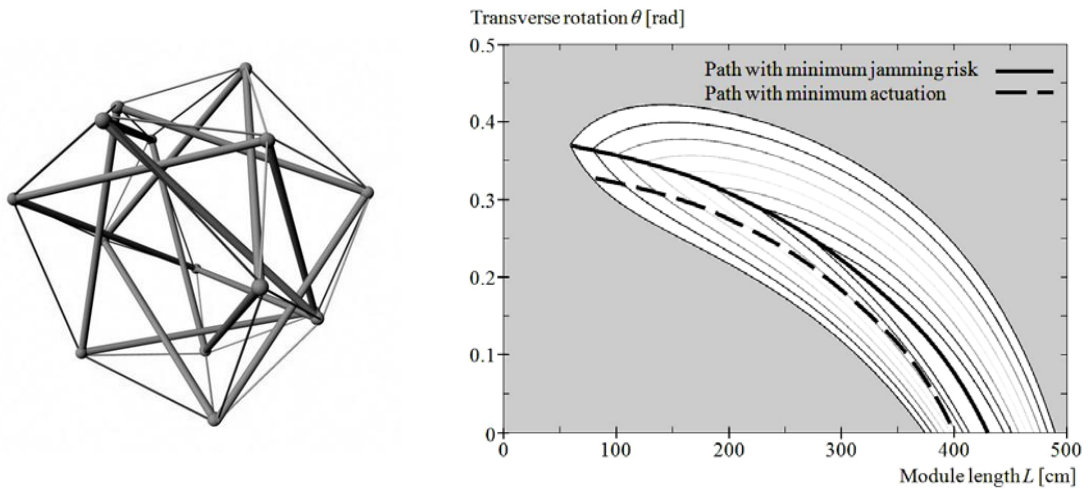 Transverse rotation θ [rad]
0.5
Path with minimum jamming risk
Path with minimum actuation
0.4
0.3
0.2
0.1
0
0 100 200 300 400 500
Module length L [cm]